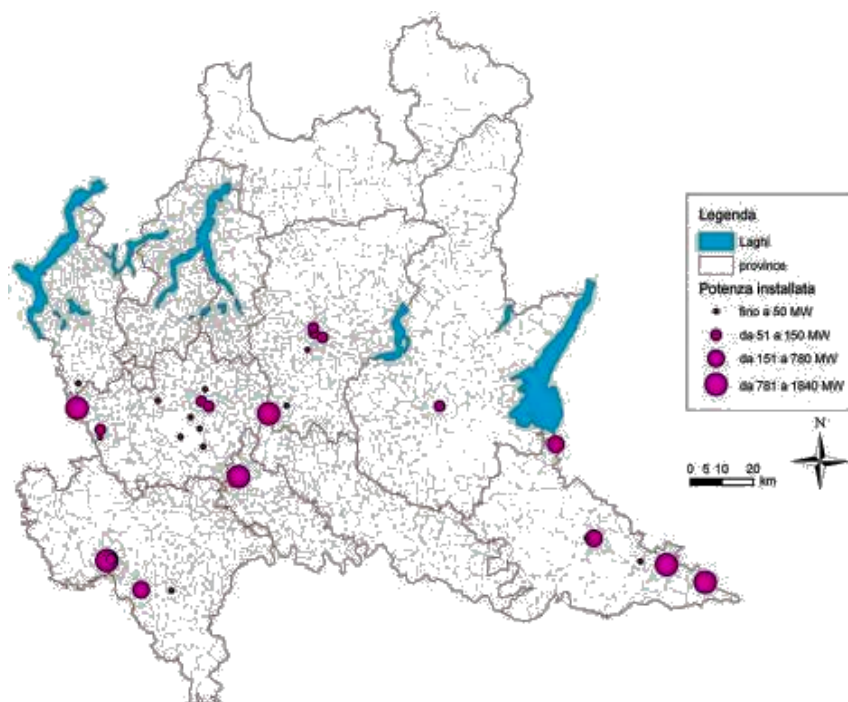 Legenda
Laghi
province
Potenza installata
fino a 50 MW
da 51 a 150 MW
da 151 a 780 MW
da 781 a 1840 MW
N
0 5 10 20
km